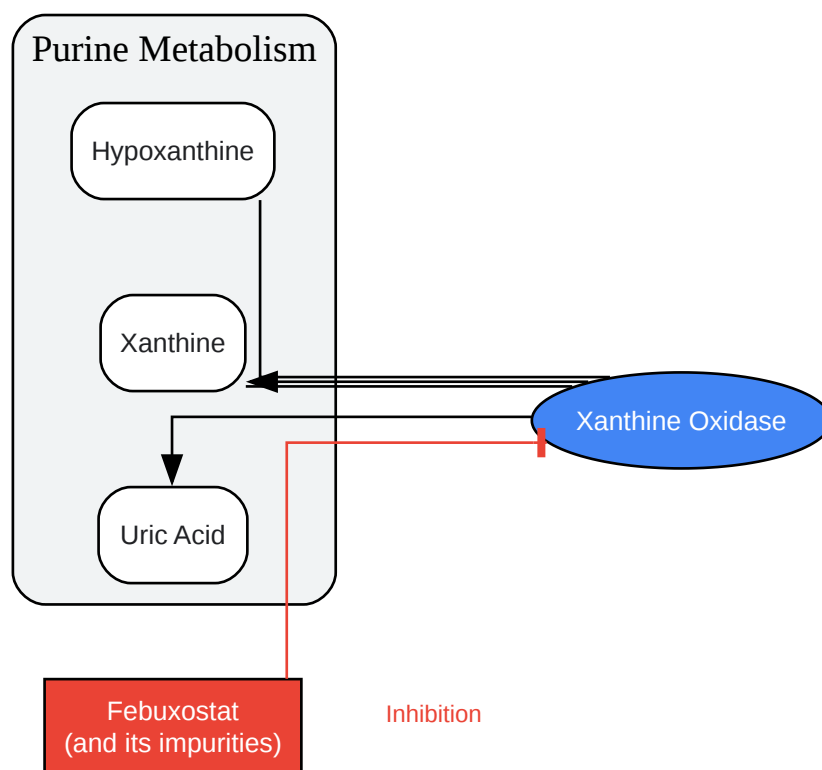 Purine Metabolism
Hypoxanthine
Xanthine
Xanthine Oxidase
Uric Acid
Febuxostat
(and its impurities)
Inhibition